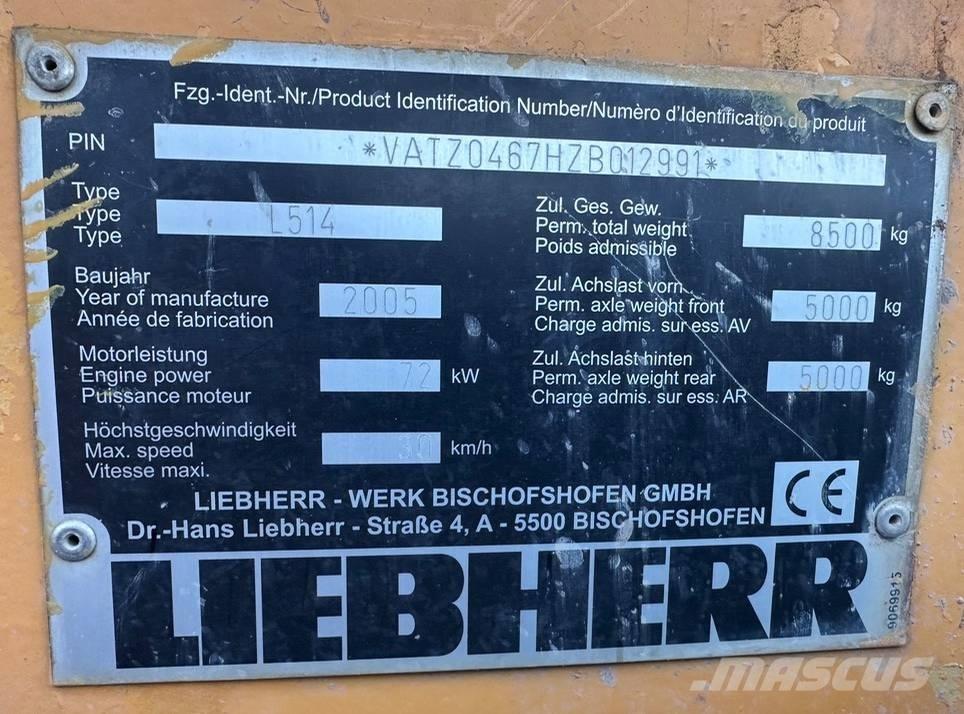 Fzg.-Ident.-Nr./Product Identification Number/Numèro d'Identification du produit
PIN *VATZ0467HZB012991*
Type
Type L514
Type
Zul. Ges. Gew.
Perm. total weight 8500 kg
Poids admissible
Baujahr
Year of manufacture 2005
Année de fabrication
Zul. Achslast vorn
Perm. axle weight front 5000 kg
Charge admis. sur ess. AV
Motorleistung
Engine power 72 kW
Puissance moteur
Zul. Achslast hinten
Perm. axle weight rear 5000 kg
Charge admis. sur ess. AR
Höchstgeschwindigkeit
Max. speed 30 km/h
Vitesse maxi.
LIEBHERR - WERK BISCHOFSHOFEN GMBH
Dr.-Hans Liebherr - Straße 4, A - 5500 BISCHOFSHOFEN
CE
LIEBHERR
9069913
MASCUS